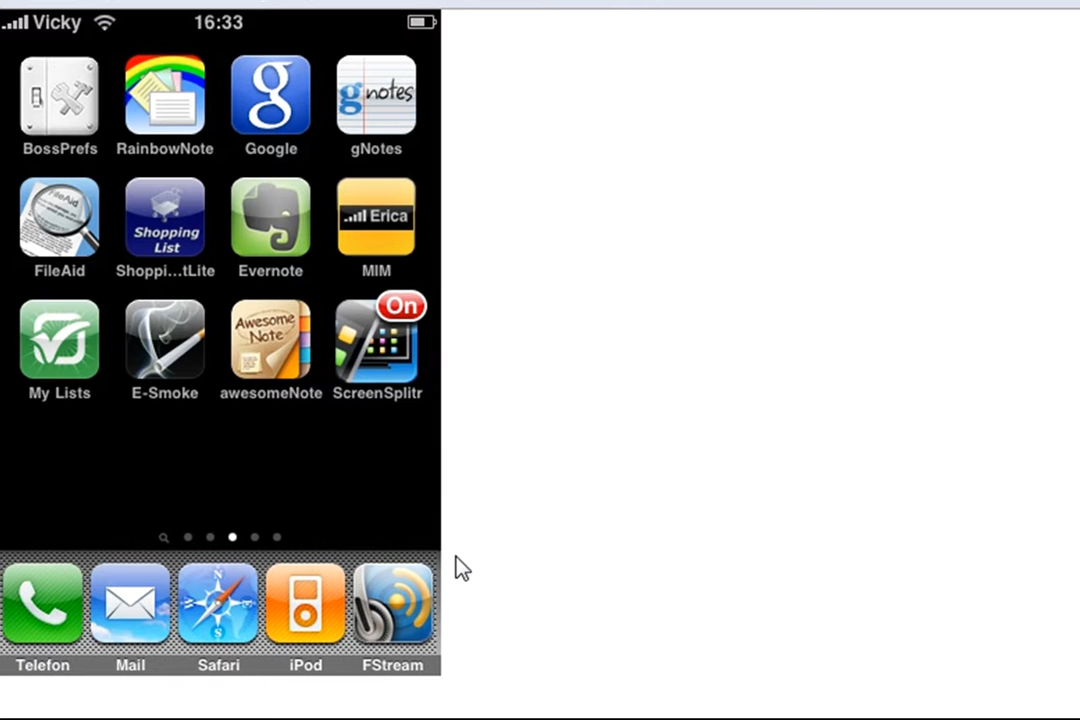 Vicky 16:33
g notes
BossPrefs RainbowNote Google gNotes
FileAid
Shopping
List
Erica
FileAid Shoppi...tLite Evernote MIM
On
Awesome
Note
My Lists E-Smoke awesomeNote ScreenSplitr
N
S
Telefon Mail Safari iPod FStream